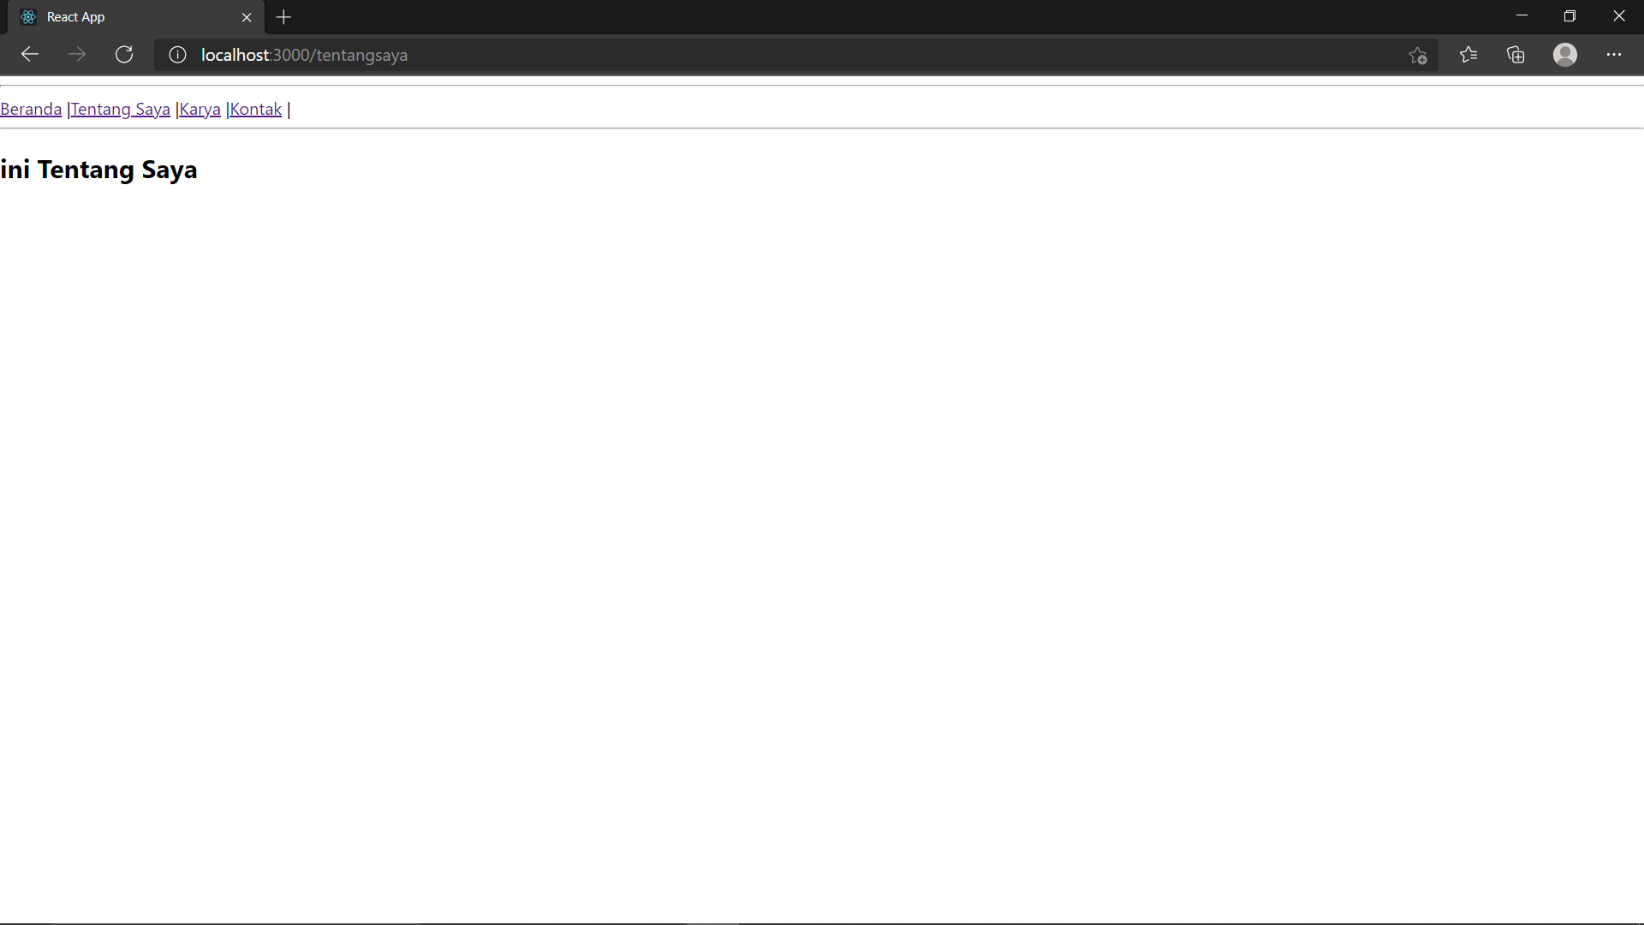 React App
localhost:3000/tentangsaya
Beranda |Tentang Saya |Karya |Kontak |
ini Tentang Saya